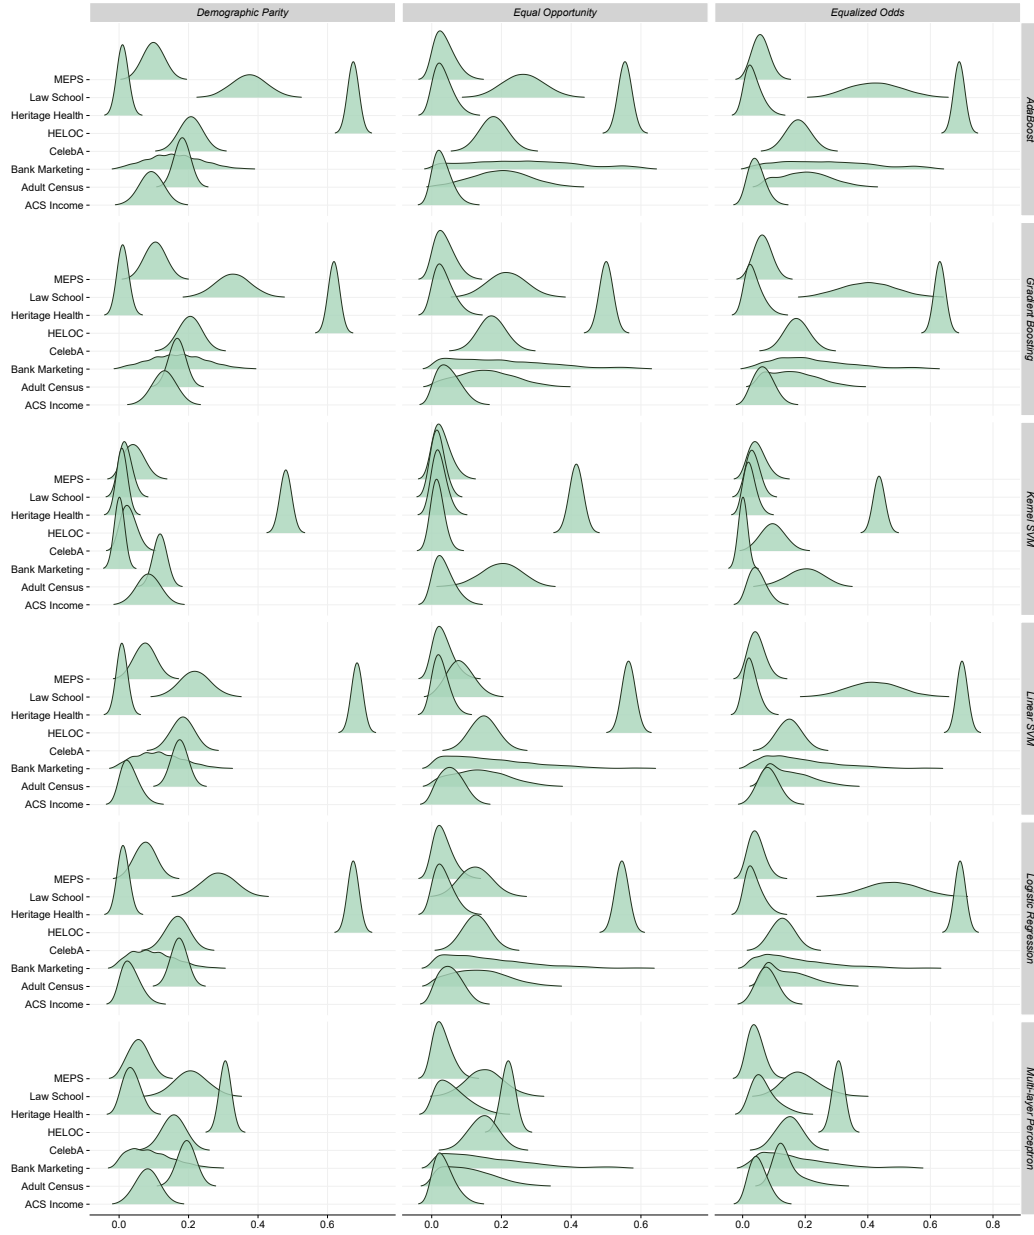 Demographic Parity Equal Opportunity Equalized Odds
MEPS
Law School
Heritage Health
HELOC
CelebA
Bank Marketing
Adult Census
ACS Income
AdaBoost
MEPS
Law School
Heritage Health
HELOC
CelebA
Bank Marketing
Adult Census
ACS Income
Gradient Boosting
MEPS
Law School
Heritage Health
HELOC
CelebA
Bank Marketing
Adult Census
ACS Income
Kernel SVM
MEPS
Law School
Heritage Health
HELOC
CelebA
Bank Marketing
Adult Census
ACS Income
Linear SVM
MEPS
Law School
Heritage Health
HELOC
CelebA
Bank Marketing
Adult Census
ACS Income
Logistic Regression
MEPS
Law School
Heritage Health
HELOC
CelebA
Bank Marketing
Adult Census
ACS Income
Multi-layer Perceptron
0.0 0.2 0.4 0.6 0.0 0.2 0.4 0.6 0.0 0.2 0.4 0.6 0.8